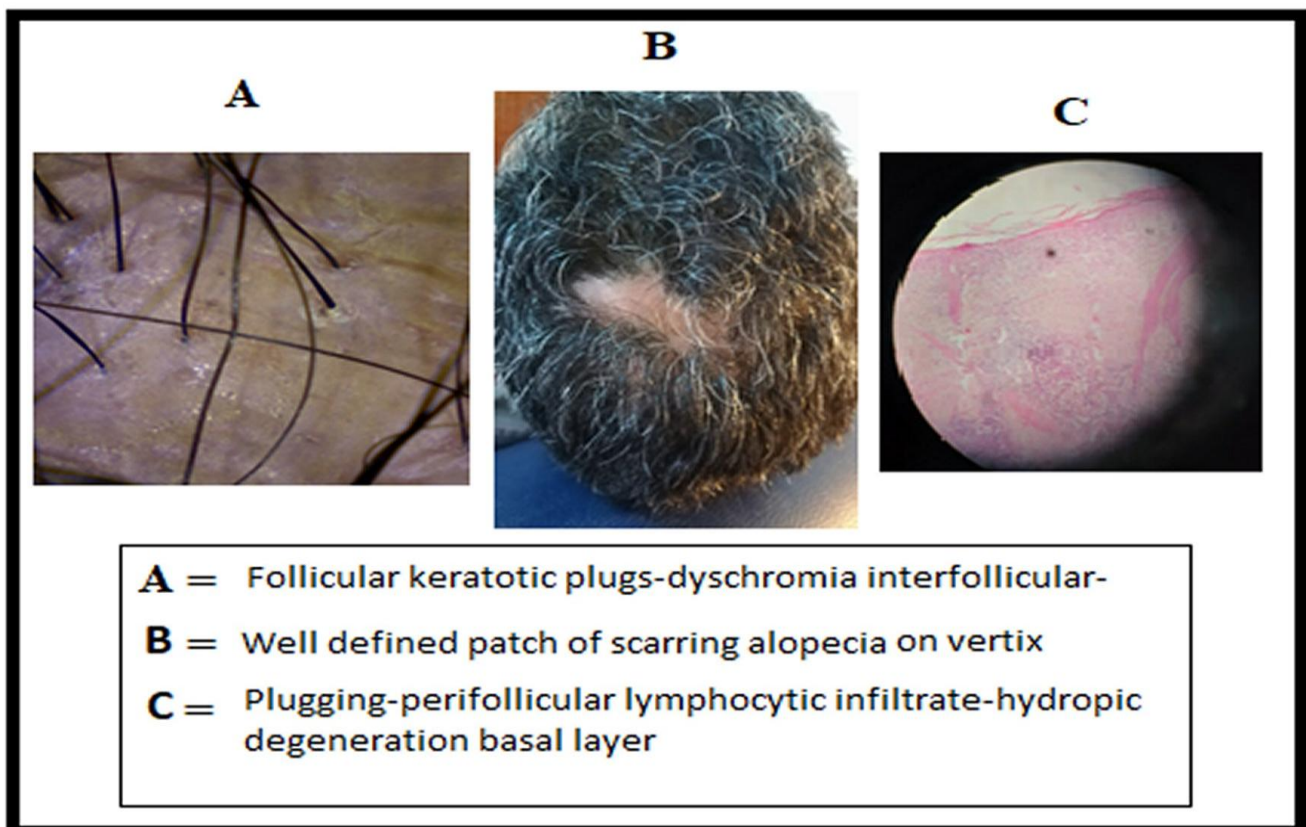 B
A
C
A = Follicular keratotic plugs-dyschromia interfollicular-
B = Well defined patch of scarring alopecia on vertix
C = Plugging-perifollicular lymphocytic infiltrate-hydropic
degeneration basal layer